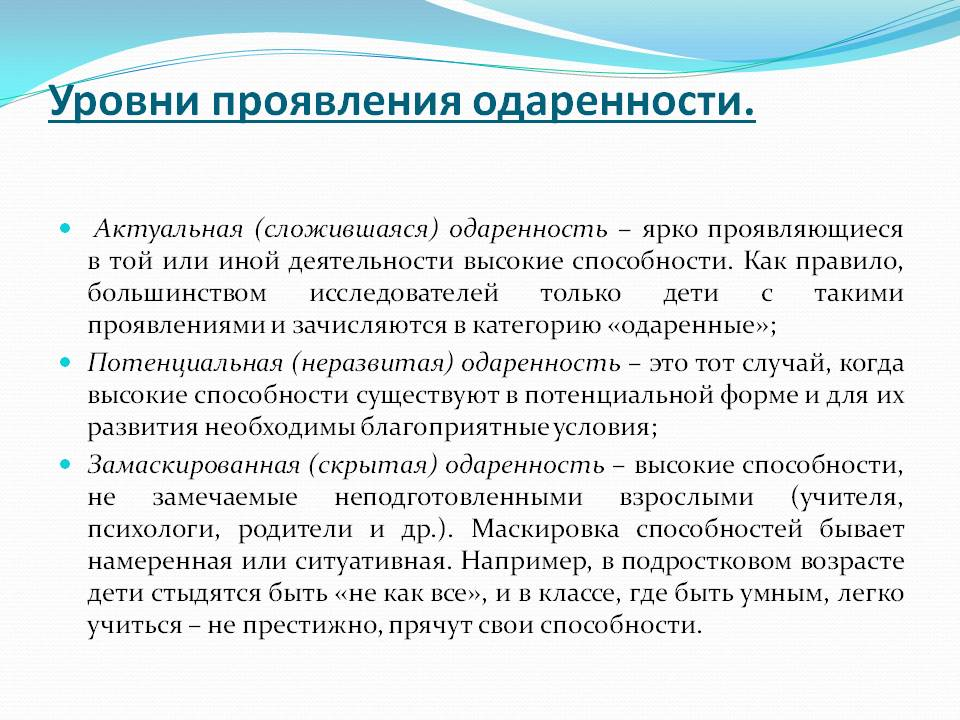 Уровни проявления одаренности.
Актуальная (сложившаяся) одаренность – ярко проявляющиеся
в той или иной деятельности высокие способности. Как правило,
большинством исследователей только дети с такими
проявлениями и зачисляются в категорию «одаренные»;
Потенциальная (неразвитая) одаренность – это тот случай, когда
высокие способности существуют в потенциальной форме и для их
развития необходимы благоприятные условия;
Замаскированная (скрытая) одаренность – высокие способности,
не замечаемые неподготовленными взрослыми (учителя,
психологи, родители и др.). Маскировка способностей бывает
намеренная или ситуативная. Например, в подростковом возрасте
дети стыдятся быть «не как все», и в классе, где быть умным, легко
учиться – не престижно, прячут свои способности.